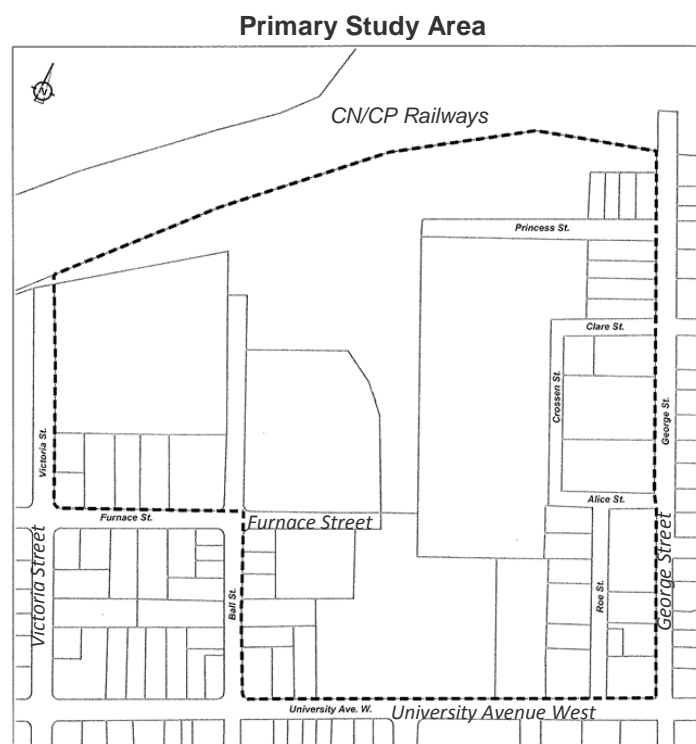 Primary Study Area
N
CN/CP Railways
Princess St.
Clare St.
Crossen St.
George St.
Victoria St.
Alice St.
Furnace St.
Furnace Street
Victoria Street
Ball St.
Roe St.
George Street
University Ave. W.
University Avenue West